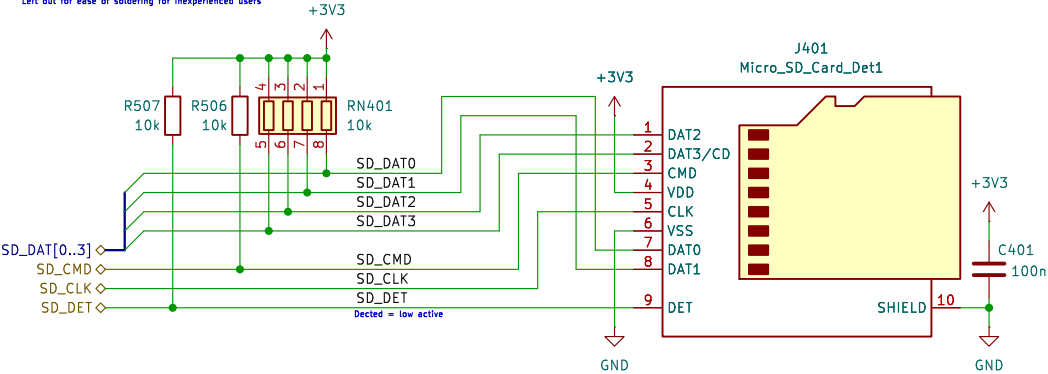 Left out for ease of soldering for inexperienced users
+3V3
J401
Micro_SD_Card_Det1
+3V3
4
3
2
1
R507
10k
R506
10k
RN401
10k
5
6
7
8
SD_DAT0
SD_DAT1
SD_DAT2
SD_DAT3
SD_DAT[0..3]
SD_CMD
SD_CLK
SD_DET
SD_CMD
SD_CLK
SD_DET
Dected = low active
1 DAT2
2 DAT3/CD
3 CMD
4 VDD
5 CLK
6 VSS
7 DAT0
8 DAT1
9 DET
SHIELD 10
+3V3
C401
100n
GND
GND